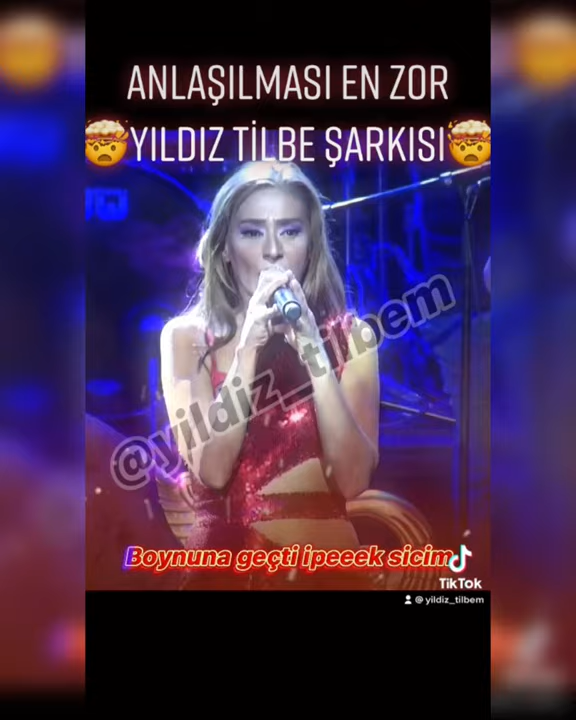 ANLAŞILMASI EN ZOR
🤯YILDIZ TİLBE ŞARKISI🤯
@yildiz_tilbem
Boynuna geçti ipeeek sicim
TikTok
@yildiz_tilbem